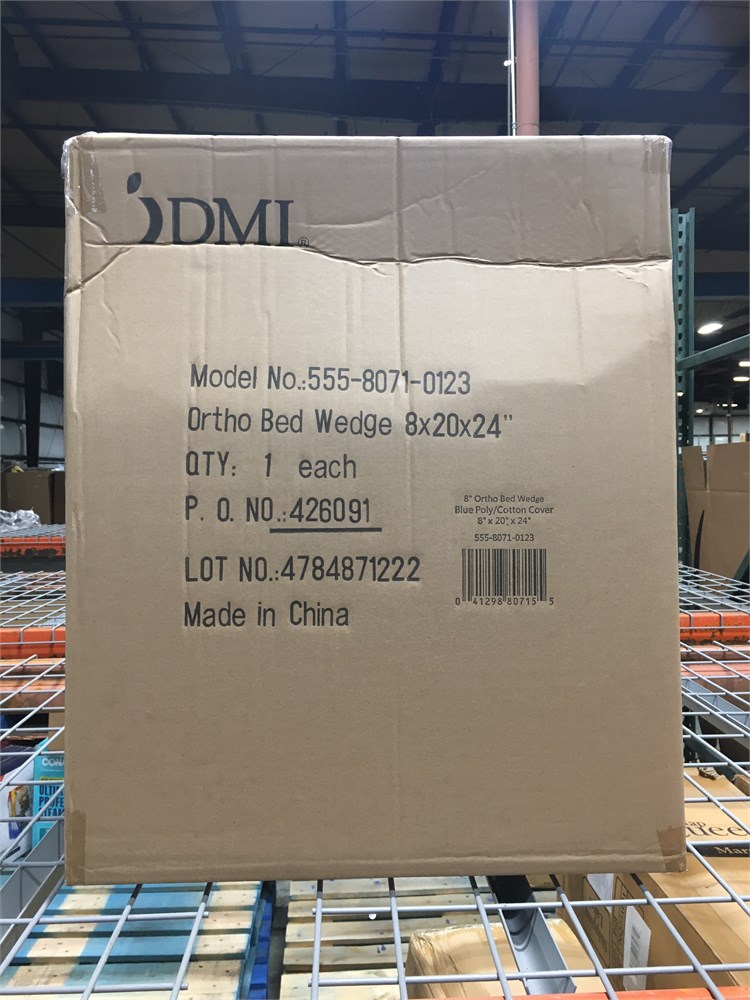 DMI®
Model No.:555-8071-0123
Ortho Bed Wedge 8x20x24"
QTY: 1 each
P. O. NO.:426091
LOT NO.:4784871222
Made in China
8" Ortho Bed Wedge
Blue Poly/Cotton Cover
8" x 20" x 24"
555-8071-0123
0 41298 80715 5